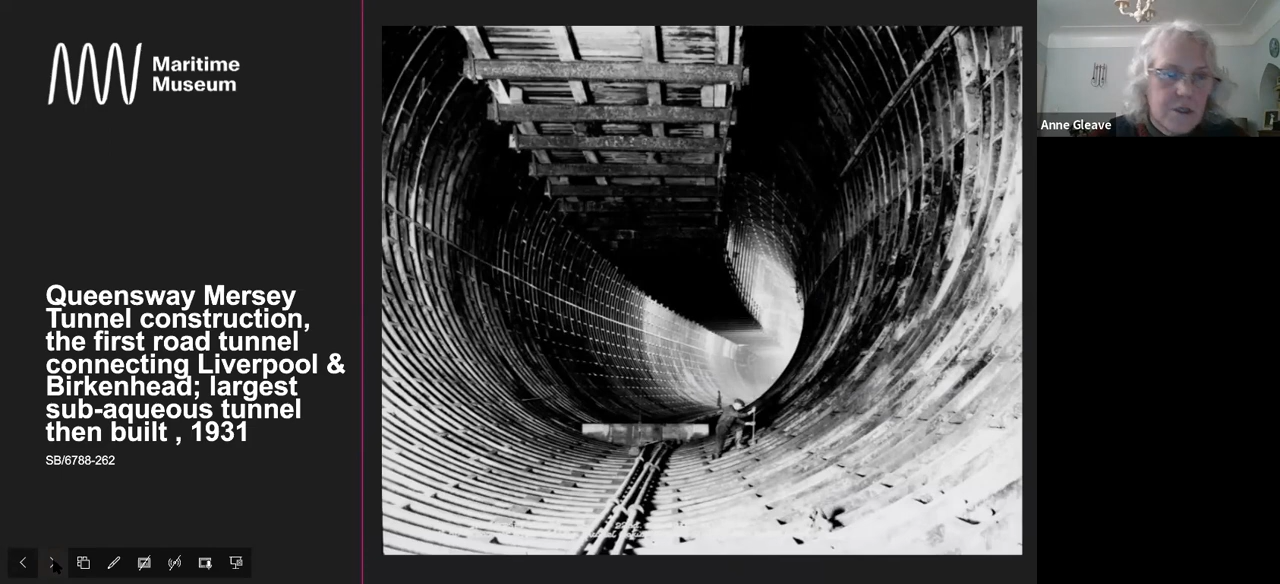 Maritime
Museum
Queensway Mersey
Tunnel construction,
the first road tunnel
connecting Liverpool &
Birkenhead; largest
sub-aqueous tunnel
then built , 1931
SB/6788-262
Anne Gleave